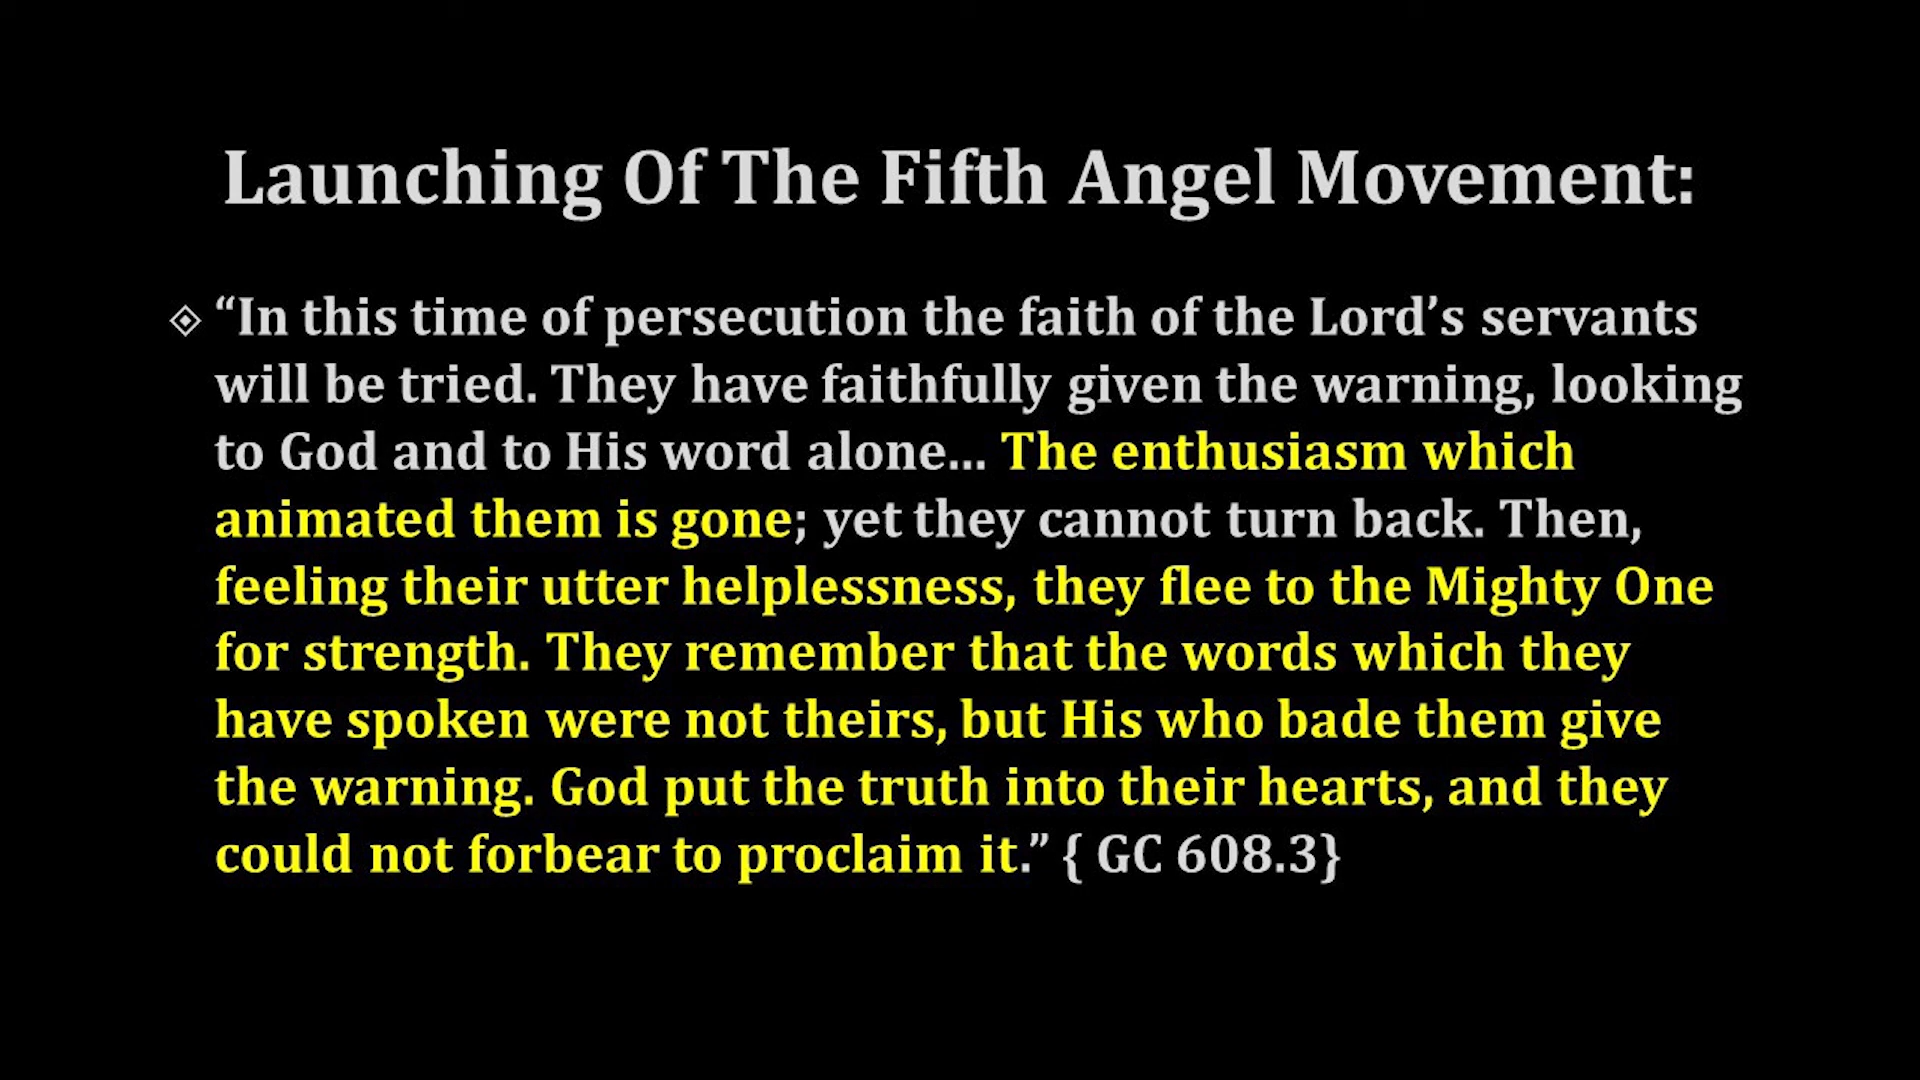 Launching Of The Fifth Angel Movement:
“In this time of persecution the faith of the Lord’s servants
will be tried. They have faithfully given the warning, looking
to God and to His word alone... The enthusiasm which
animated them is gone; yet they cannot turn back. Then,
feeling their utter helplessness, they flee to the Mighty One
for strength. They remember that the words which they
have spoken were not theirs, but His who bade them give
the warning. God put the truth into their hearts, and they
could not forbear to proclaim it.” { GC 608.3}